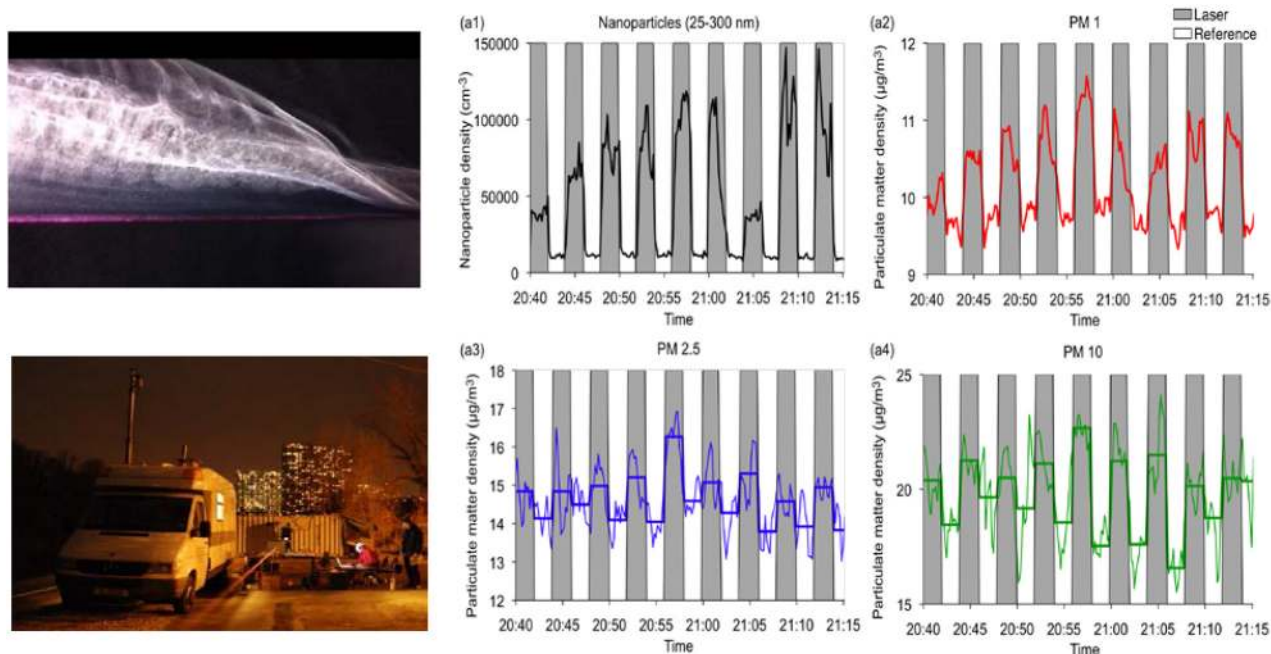 (a1)
Nanoparticles (25-300 nm)
Nanoparticle density (cm⁻³)
150000
100000
50000
0
20:40 20:45 20:50 20:55 21:00 21:05 21:10 21:15
Time
(a2)
PM 1
Laser
Reference
Particulate matter density (µg/m³)
12
11
10
9
20:40 20:45 20:50 20:55 21:00 21:05 21:10 21:15
Time
(a3)
PM 2.5
Particulate matter density (µg/m³)
18
17
16
15
14
13
12
20:40 20:45 20:50 20:55 21:00 21:05 21:10 21:15
Time
(a4)
PM 10
Particulate matter density (µg/m³)
25
20
15
20:40 20:45 20:50 20:55 21:00 21:05 21:10 21:15
Time